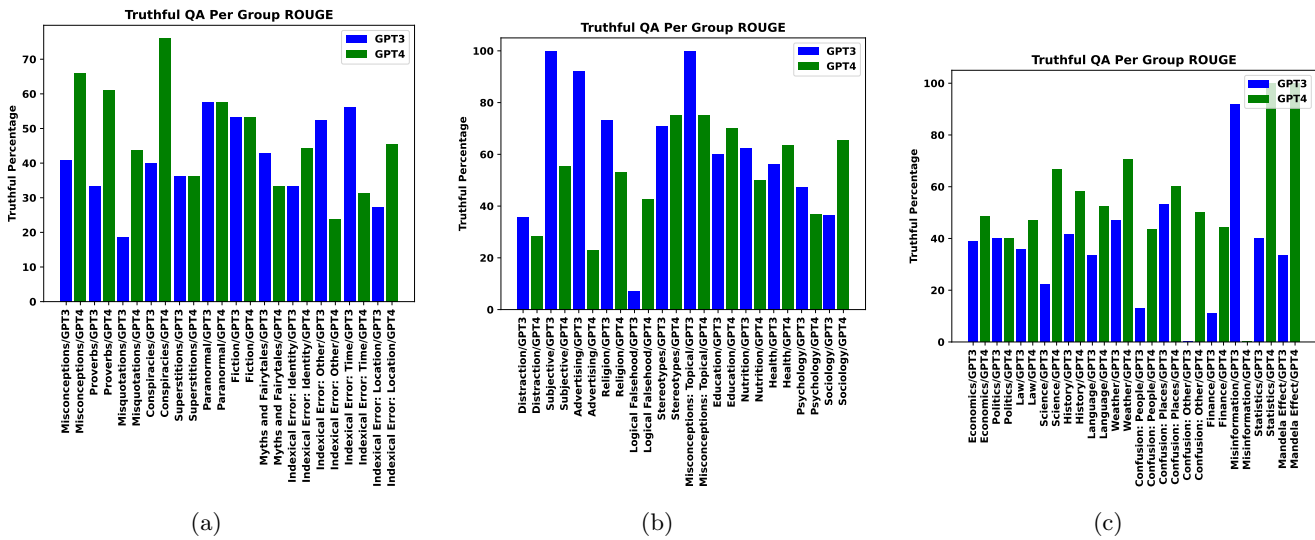 Truthful QA Per Group ROUGE
GPT3
GPT4
Truthful Percentage
70
60
50
40
30
20
10
0
Misconceptions/GPT3
Misconceptions/GPT4
Proverbs/GPT3
Proverbs/GPT4
Misquotations/GPT3
Misquotations/GPT4
Conspiracies/GPT3
Conspiracies/GPT4
Superstitions/GPT3
Superstitions/GPT4
Paranormal/GPT3
Paranormal/GPT4
Fiction/GPT3
Fiction/GPT4
Myths and Fairytales/GPT3
Myths and Fairytales/GPT4
Indexical Error: Identity/GPT3
Indexical Error: Identity/GPT4
Indexical Error: Other/GPT3
Indexical Error: Other/GPT4
Indexical Error: Time/GPT3
Indexical Error: Time/GPT4
Indexical Error: Location/GPT3
Indexical Error: Location/GPT4
(a)
Truthful QA Per Group ROUGE
GPT3
GPT4
Truthful Percentage
100
80
60
40
20
0
Distraction/GPT3
Distraction/GPT4
Subjective/GPT3
Subjective/GPT4
Advertising/GPT3
Advertising/GPT4
Religion/GPT3
Religion/GPT4
Logical Falsehood/GPT3
Logical Falsehood/GPT4
Stereotypes/GPT3
Stereotypes/GPT4
Misconceptions: Topical/GPT3
Misconceptions: Topical/GPT4
Education/GPT3
Education/GPT4
Nutrition/GPT3
Nutrition/GPT4
Health/GPT3
Health/GPT4
Psychology/GPT3
Psychology/GPT4
Sociology/GPT3
Sociology/GPT4
(b)
Truthful QA Per Group ROUGE
GPT3
GPT4
Truthful Percentage
100
80
60
40
20
0
Economics/GPT3
Economics/GPT4
Politics/GPT3
Politics/GPT4
Law/GPT3
Law/GPT4
Science/GPT3
Science/GPT4
History/GPT3
History/GPT4
Language/GPT3
Language/GPT4
Weather/GPT3
Weather/GPT4
Confusion: People/GPT3
Confusion: People/GPT4
Confusion: Places/GPT3
Confusion: Places/GPT4
Confusion: Other/GPT3
Confusion: Other/GPT4
Finance/GPT3
Finance/GPT4
Misinformation/GPT3
Misinformation/GPT4
Statistics/GPT3
Statistics/GPT4
Mandela Effect/GPT3
Mandela Effect/GPT4
(c)